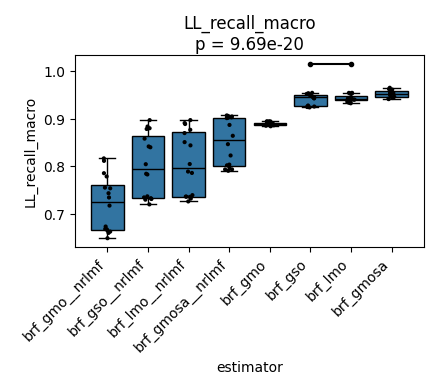 LL_recall_macro
p = 9.69e-20
LL_recall_macro
1.0
0.9
0.8
0.7
brf_gmo__nrlmf
brf_gso__nrlmf
brf_lmo__nrlmf
brf_gmosa__nrlmf
brf_gmo
brf_gso
brf_lmo
brf_gmosa
estimator